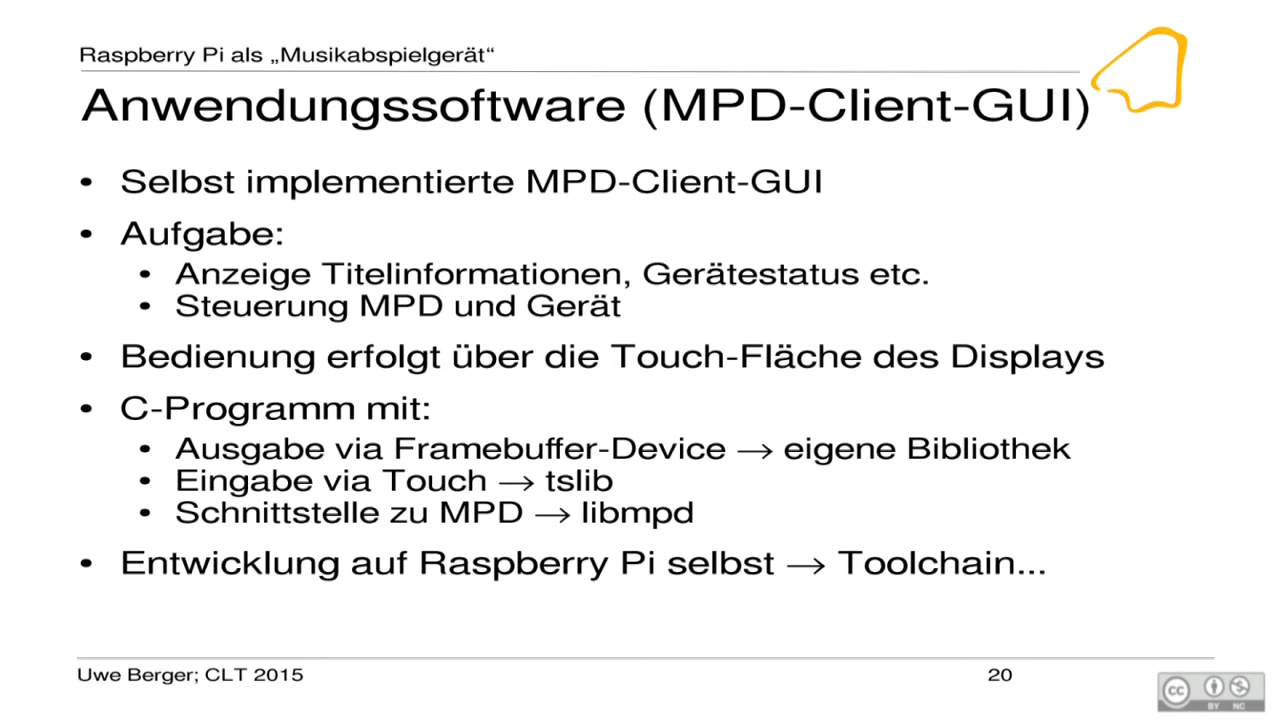 Raspberry Pi als „Musikabspielgerät“
Anwendungssoftware (MPD-Client-GUI)
• Selbst implementierte MPD-Client-GUI
• Aufgabe:
• Anzeige Titelinformationen, Gerätestatus etc.
• Steuerung MPD und Gerät
• Bedienung erfolgt über die Touch-Fläche des Displays
• C-Programm mit:
• Ausgabe via Framebuffer-Device → eigene Bibliothek
• Eingabe via Touch → tslib
• Schnittstelle zu MPD → libmpd
• Entwicklung auf Raspberry Pi selbst → Toolchain...
Uwe Berger; CLT 2015 20
cc BY NC